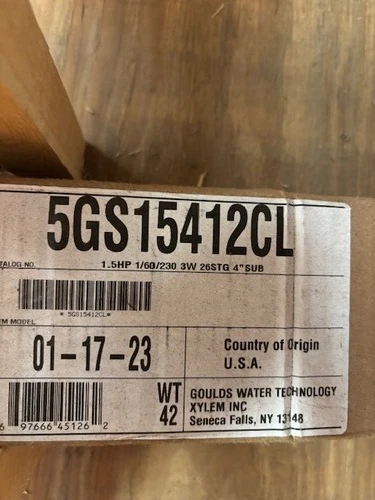 5GS15412CL
CATALOG NO.
1.5HP 1/60/230 3W 26STG 4"SUB
* 5GS15412CL*
MODEL
01-17-23
Country of Origin
U.S.A.
WT
42
GOULDS WATER TECHNOLOGY
XYLEM INC
Seneca Falls, NY 13148
97666 45126 2